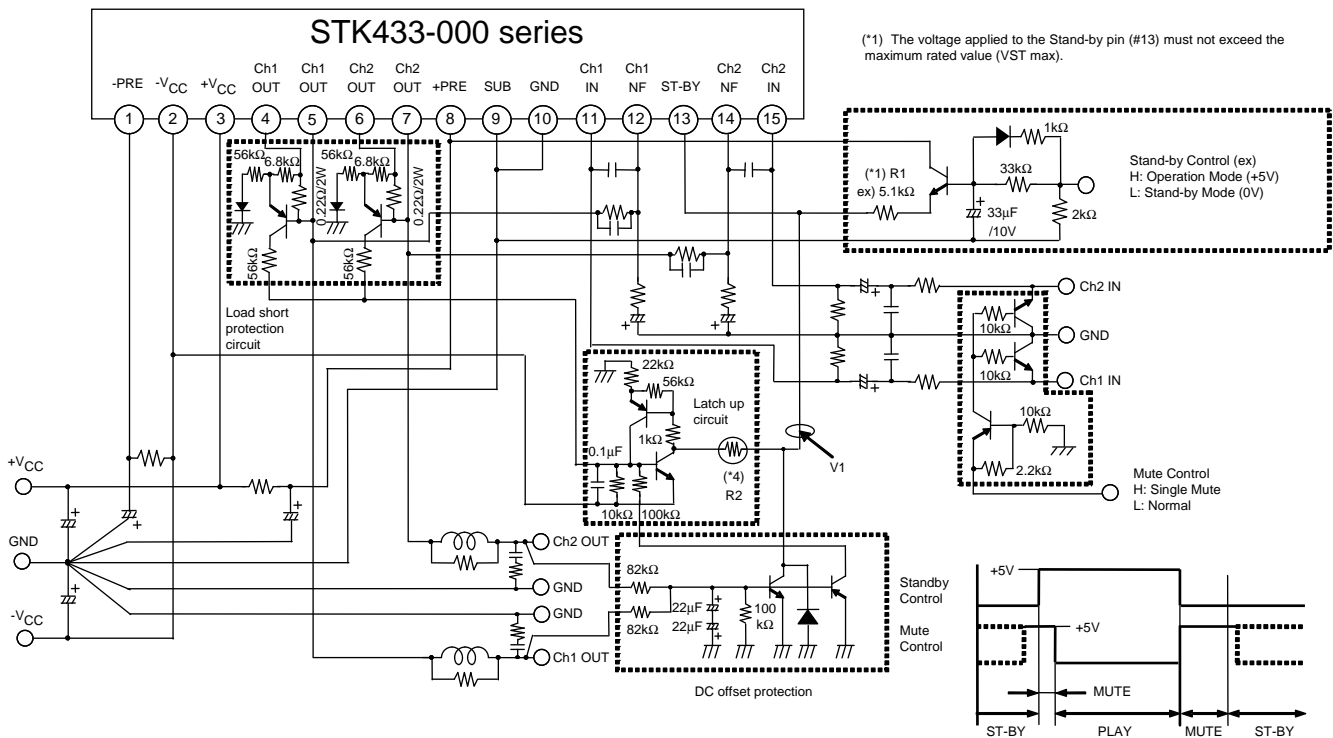 STK433-000 series
(*1) The voltage applied to the Stand-by pin (#13) must not exceed the
maximum rated value (VST max).
-PRE -VCC +VCC Ch1 OUT Ch1 OUT Ch2 OUT Ch2 OUT +PRE SUB GND Ch1 IN Ch1 NF ST-BY Ch2 NF Ch2 IN
1 2 3 4 5 6 7 8 9 10 11 12 13 14 15
56kΩ
6.8kΩ
0.22Ω/2W
56kΩ
56kΩ
6.8kΩ
0.22Ω/2W
56kΩ
Load short
protection
circuit
(*1) R1
ex) 5.1kΩ
1kΩ
33kΩ
+
33μF
/10V
2kΩ
Stand-by Control (ex)
H: Operation Mode (+5V)
L: Stand-by Mode (0V)
+
+
+
+
Ch2 IN
GND
Ch1 IN
10kΩ
10kΩ
10kΩ
2.2kΩ
Mute Control
H: Single Mute
L: Normal
22kΩ
56kΩ
Latch up
circuit
1kΩ
0.1μF
10kΩ
100kΩ
(*4)
R2
V1
+VCC
GND
-VCC
+
+
+
+
Ch2 OUT
GND
GND
Ch1 OUT
82kΩ
82kΩ
22μF
+
22μF
+
100
kΩ
DC offset protection
Standby
Control
Mute
Control
+5V
+5V
MUTE
ST-BY PLAY MUTE ST-BY